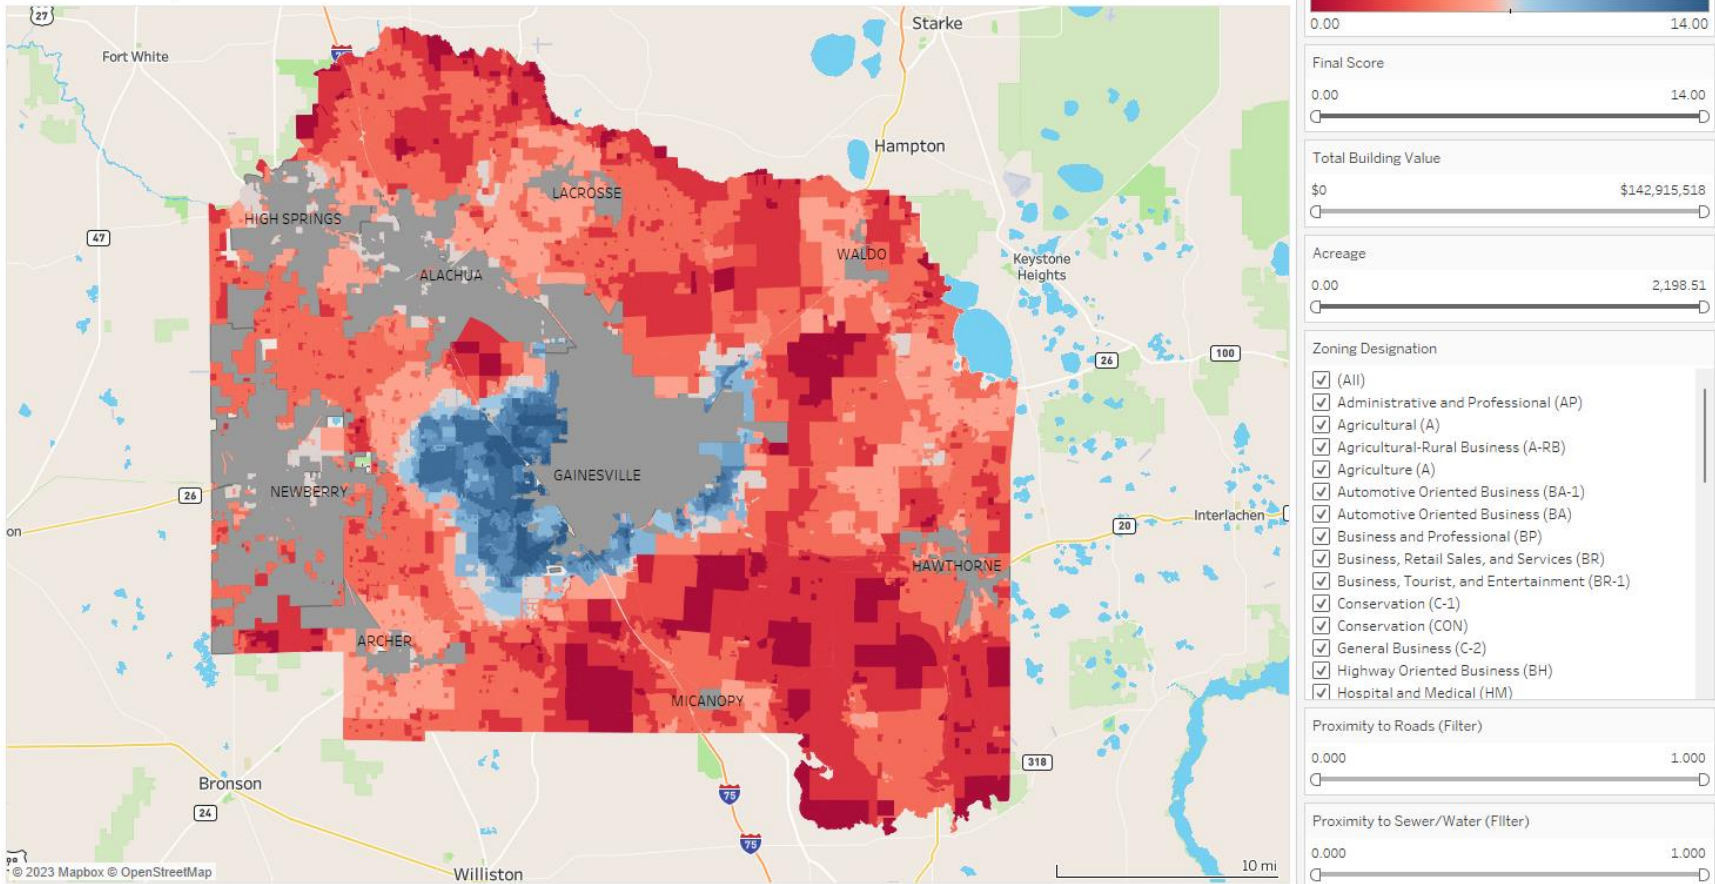 27
Fort White
Starke
Hampton
LACROSSE
HIGH SPRINGS
47
WALDO
Keystone
Heights
ALACHUA
26
100
GAINESVILLE
NEWBERRY
26
on
20
Interlachen
HAWTHORNE
ARCHER
MICANOPY
318
Bronson
24
75
75
10 mi
© 2023 Mapbox © OpenStreetMap
Williston
0.00 14.00
Final Score
0.00 14.00
Total Building Value
$0 $142,915,518
Acreage
0.00 2,198.51
Zoning Designation
(All)
Administrative and Professional (AP)
Agricultural (A)
Agricultural-Rural Business (A-RB)
Agriculture (A)
Automotive Oriented Business (BA-1)
Automotive Oriented Business (BA)
Business and Professional (BP)
Business, Retail Sales, and Services (BR)
Business, Tourist, and Entertainment (BR-1)
Conservation (C-1)
Conservation (CON)
General Business (C-2)
Highway Oriented Business (BH)
Hospital and Medical (HM)
Proximity to Roads (Filter)
0.000 1.000
Proximity to Sewer/Water (FIlter)
0.000 1.000